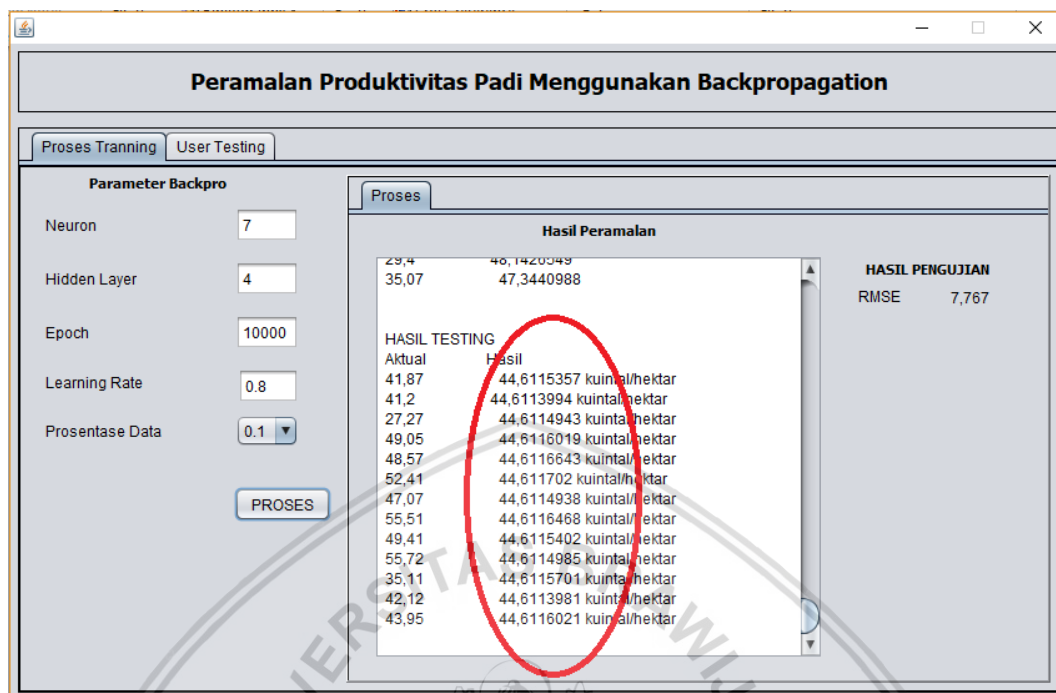 Peramalan Produktivitas Padi Menggunakan Backpropagation
Proses Tranning User Testing
Parameter Backpro
Neuron 7
Hidden Layer 4
Epoch 10000
Learning Rate 0.8
Prosentase Data 0.1
PROSES
Proses
Hasil Peramalan
29,4 48,1426549
35,07 47,3440988
HASIL TESTING
Aktual Hasil
41,87 44,6115357 kuintal/hektar
41,2 44,6113994 kuintal/hektar
27,27 44,6114943 kuintal/hektar
49,05 44,6116019 kuintal/hektar
48,57 44,6116643 kuintal/hektar
52,41 44,611702 kuintal/hektar
47,07 44,6114938 kuintal/hektar
55,51 44,6116468 kuintal/hektar
49,41 44,6115402 kuintal/hektar
55,72 44,6114985 kuintal/hektar
35,11 44,6115701 kuintal/hektar
42,12 44,6113981 kuintal/hektar
43,95 44,6116021 kuintal/hektar
HASIL PENGUJIAN
RMSE 7,767